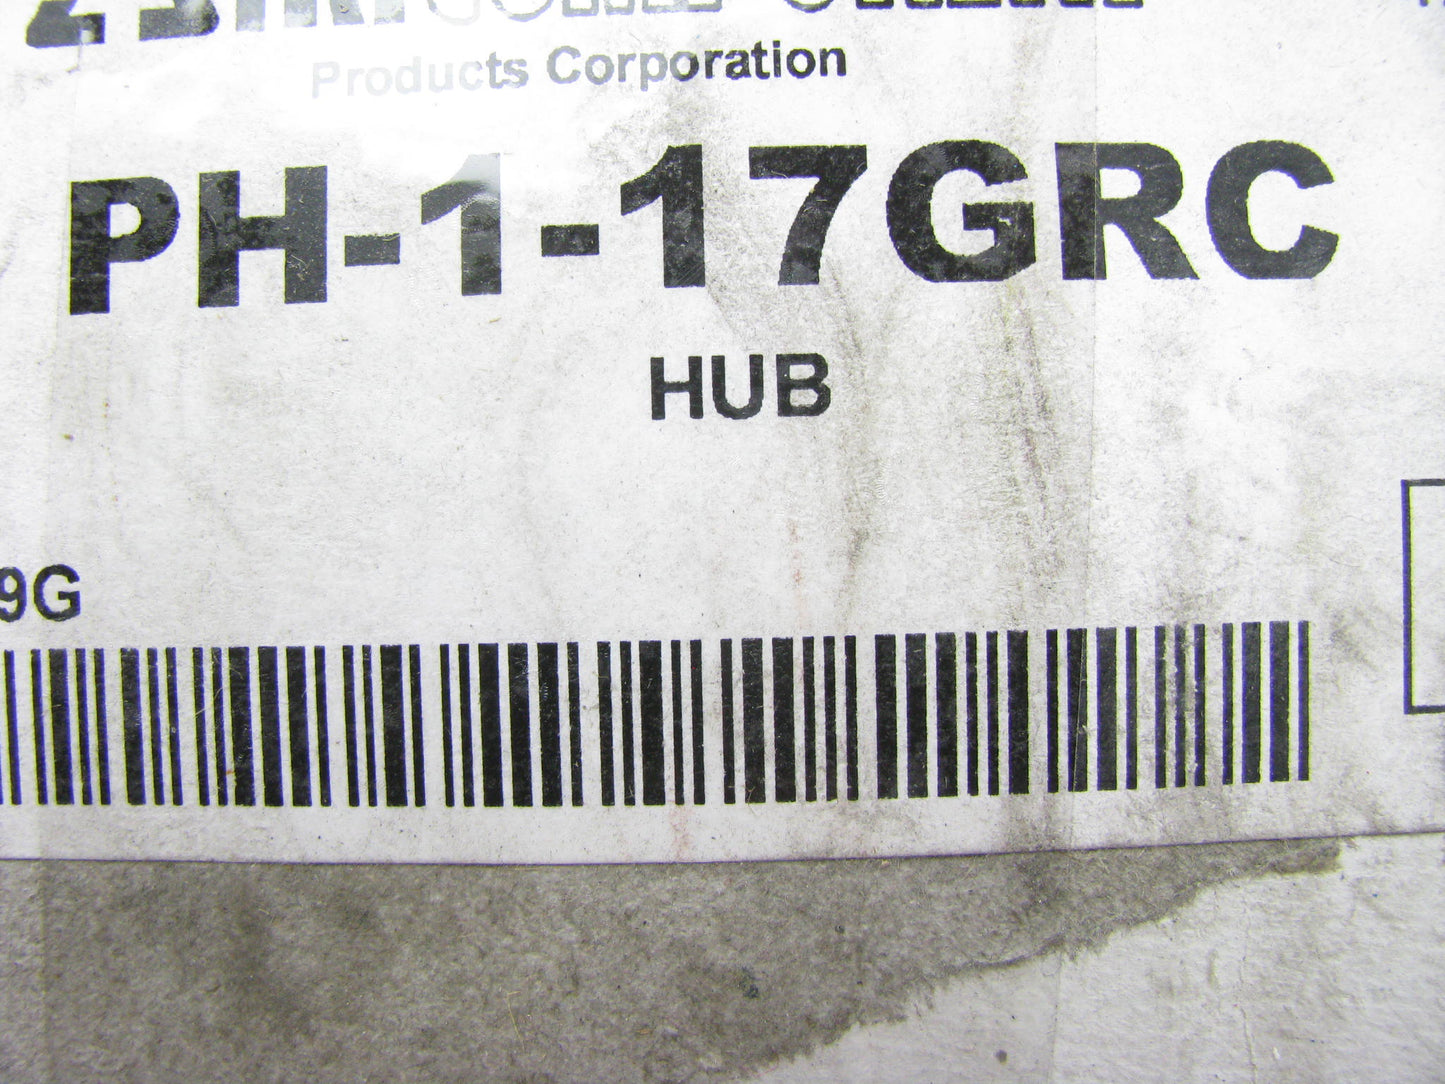 Products Corporation
PH-1-17GRC
HUB
9G